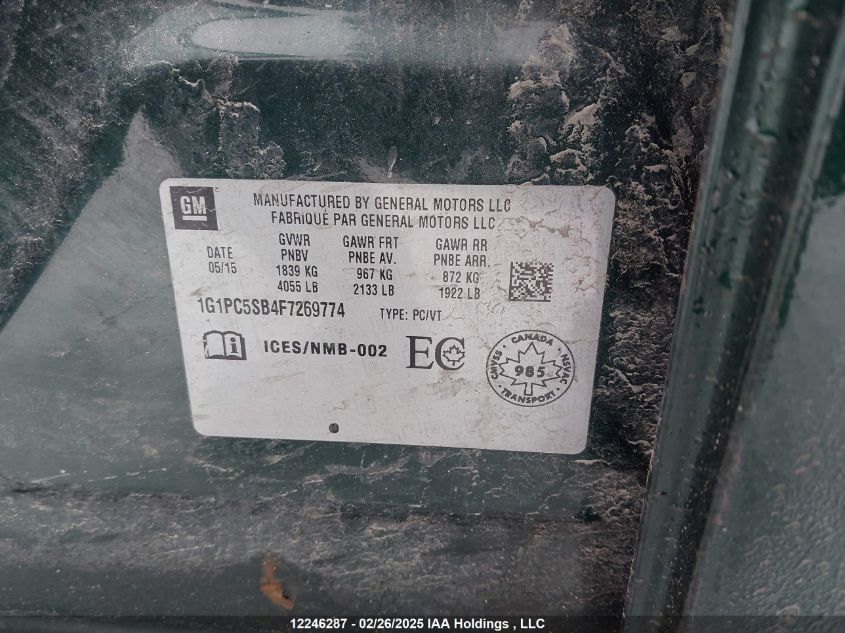 GM
MANUFACTURED BY GENERAL MOTORS LLC
FABRIQUÉ PAR GENERAL MOTORS LLC
DATE
05/15
GVWR
PNBV
1839 KG
4055 LB
GAWR FRT
PNBE AV.
967 KG
2133 LB
GAWR RR
PNBE ARR.
872 KG
1922 LB
1G1PC5SB4F7269774
TYPE: PC/VT
i
ICES/NMB-002
EC
CANADA
CMVSS
NSVAC
985
TRANSPORT
12246287 - 02/26/2025 IAA Holdings , LLC